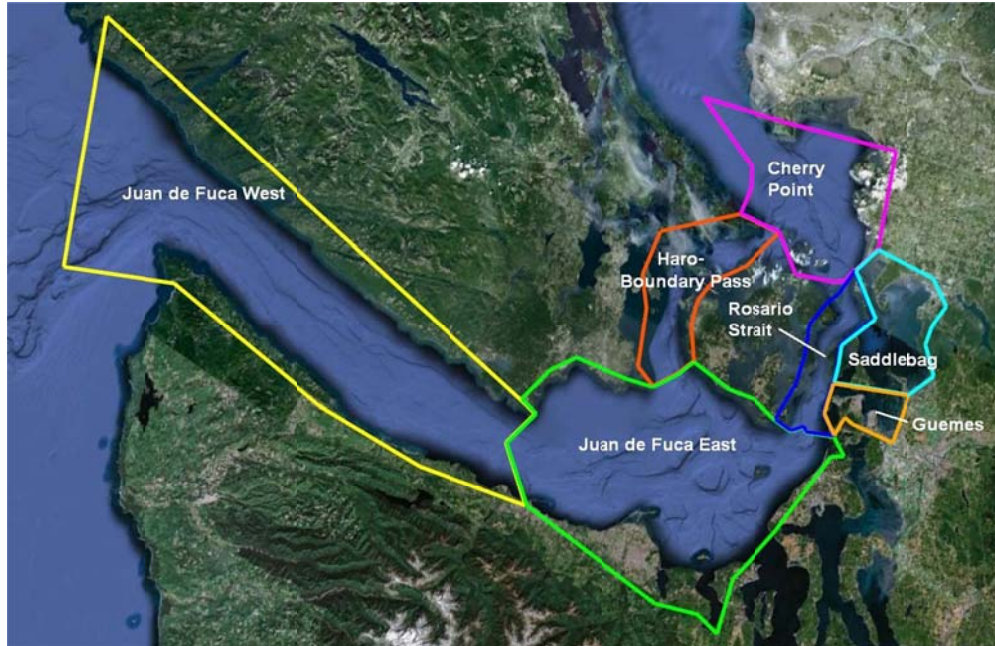 Cherry
Point
Juan de Fuca West
Haro-
Boundary Pass
Rosario
Strait
Saddlebag
Guemes
Juan de Fuca East